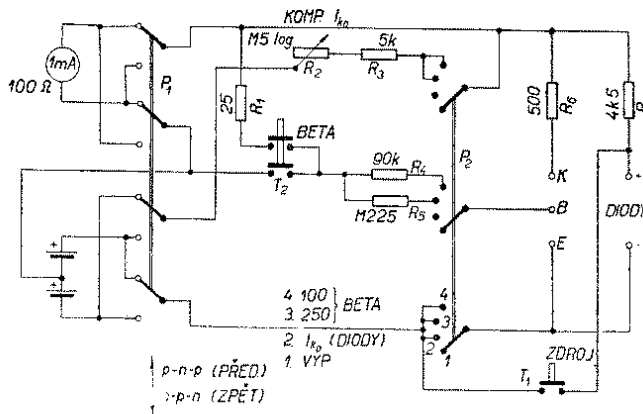 KOMP. Iko
M5 log
5k
1mA
R2
R3
P1
100 Ω
25
R1
500
R6
4k5
BETA
P2
90k
R4
K
T2
B
DIODY
M225
R5
E
+
-
+
+
4. 100
3. 250
BETA
2. Iko (DIODY)
1. VYP
4
3
2
1
ZDROJ
T1
p-n-p (PŘED.)
-p-n (ZPĚT)